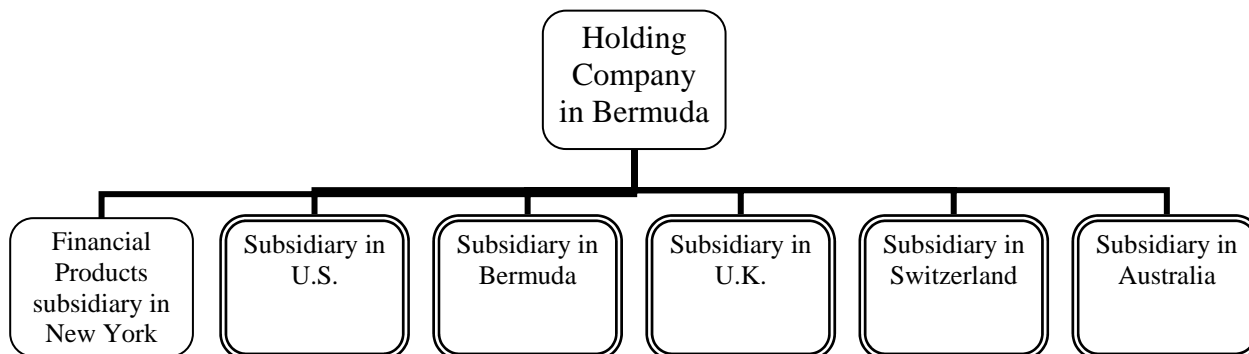 Holding
Company
in Bermuda
Financial
Products
subsidiary in
New York
Subsidiary in
U.S.
Subsidiary in
Bermuda
Subsidiary in
U.K.
Subsidiary in
Switzerland
Subsidiary in
Australia